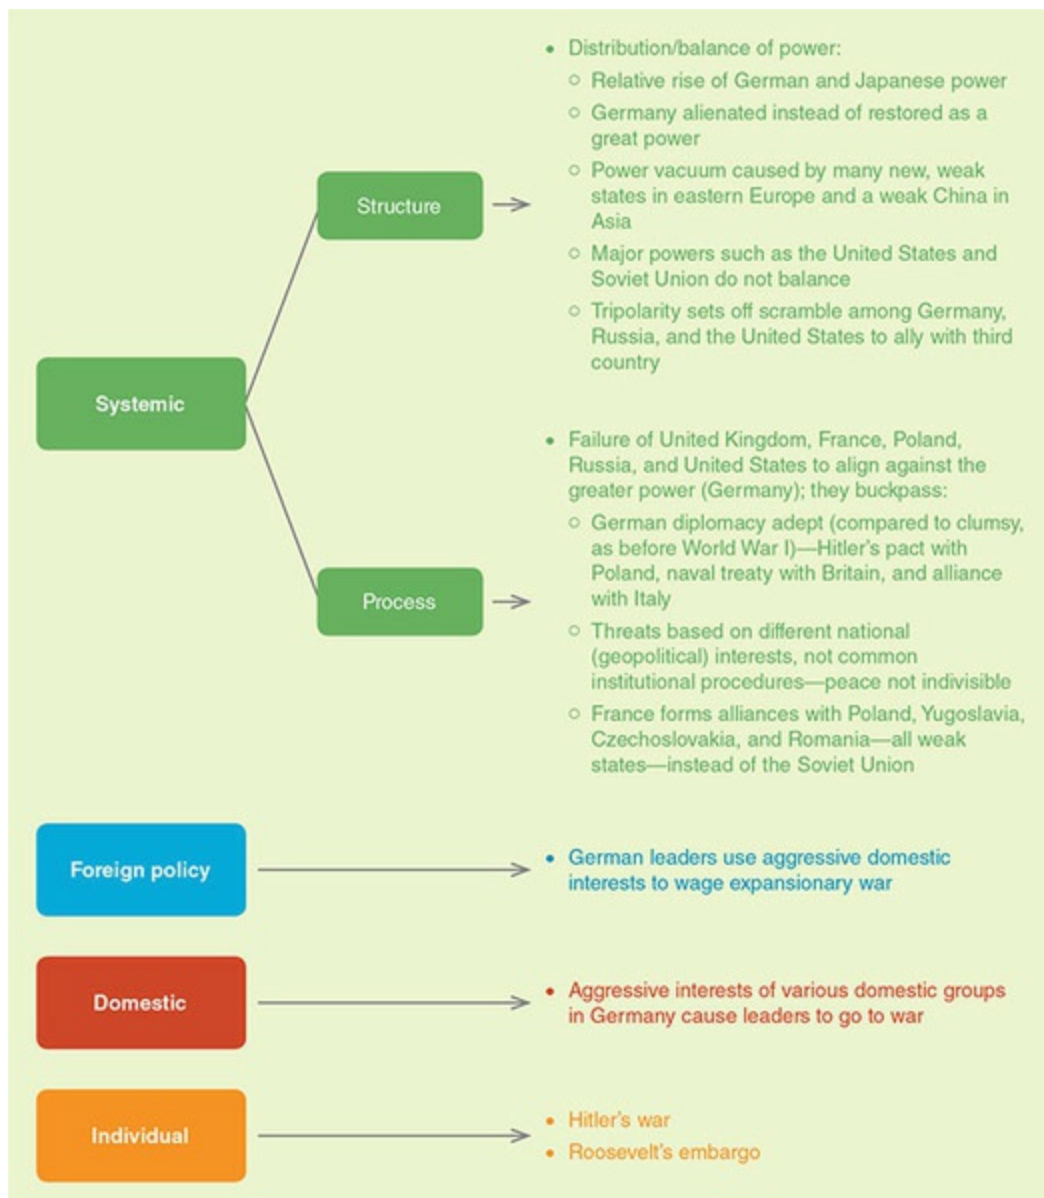 Systemic
Structure
• Distribution/balance of power:
○ Relative rise of German and Japanese power
○ Germany alienated instead of restored as a
great power
○ Power vacuum caused by many new, weak
states in eastern Europe and a weak China in
Asia
○ Major powers such as the United States and
Soviet Union do not balance
○ Tripolarity sets off scramble among Germany,
Russia, and the United States to ally with third
country
Process
• Failure of United Kingdom, France, Poland,
Russia, and United States to align against the
greater power (Germany); they buckpass:
○ German diplomacy adept (compared to clumsy,
as before World War I)—Hitler's pact with
Poland, naval treaty with Britain, and alliance
with Italy
○ Threats based on different national
(geopolitical) interests, not common
institutional procedures—peace not indivisible
○ France forms alliances with Poland, Yugoslavia,
Czechoslovakia, and Romania—all weak
states—instead of the Soviet Union
Foreign policy
• German leaders use aggressive domestic
interests to wage expansionary war
Domestic
• Aggressive interests of various domestic groups
in Germany cause leaders to go to war
Individual
• Hitler's war
• Roosevelt's embargo